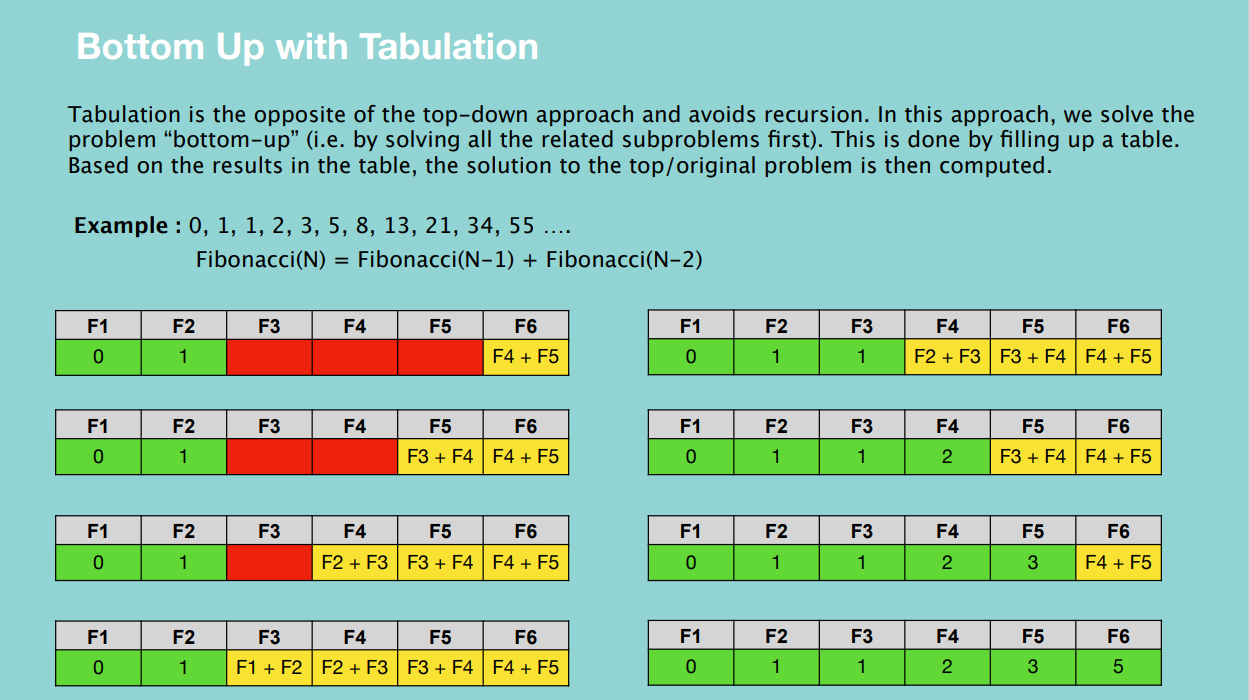 Bottom Up with Tabulation
Tabulation is the opposite of the top-down approach and avoids recursion. In this approach, we solve the
problem “bottom-up” (i.e. by solving all the related subproblems first). This is done by filling up a table.
Based on the results in the table, the solution to the top/original problem is then computed.
Example : 0, 1, 1, 2, 3, 5, 8, 13, 21, 34, 55 ….
Fibonacci(N) = Fibonacci(N-1) + Fibonacci(N-2)
F1 F2 F3 F4 F5 F6
0 1 F4 + F5
F1 F2 F3 F4 F5 F6
0 1 F3 + F4 F4 + F5
F1 F2 F3 F4 F5 F6
0 1 F2 + F3 F3 + F4 F4 + F5
F1 F2 F3 F4 F5 F6
0 1 F1 + F2 F2 + F3 F3 + F4 F4 + F5
F1 F2 F3 F4 F5 F6
0 1 1 F2 + F3 F3 + F4 F4 + F5
F1 F2 F3 F4 F5 F6
0 1 1 2 F3 + F4 F4 + F5
F1 F2 F3 F4 F5 F6
0 1 1 2 3 F4 + F5
F1 F2 F3 F4 F5 F6
0 1 1 2 3 5